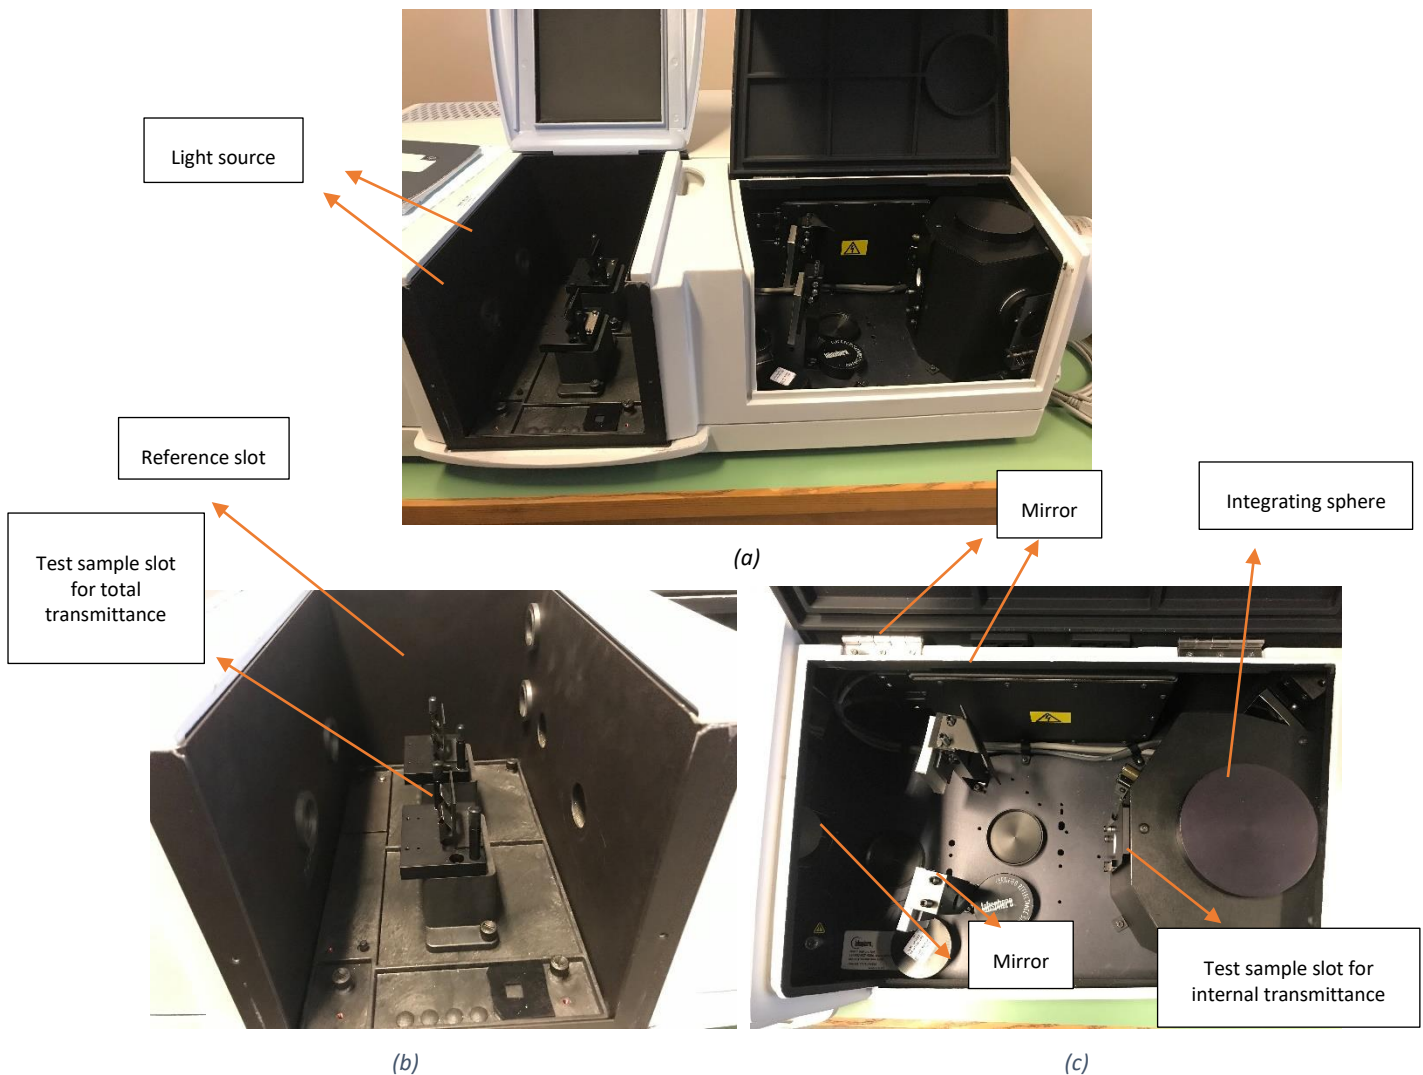 Light source
Reference slot
Test sample slot
for total
transmittance
Mirror
Integrating sphere
(a)
labsphere
Mirror
Test sample slot for
internal transmittance
(b)
(c)